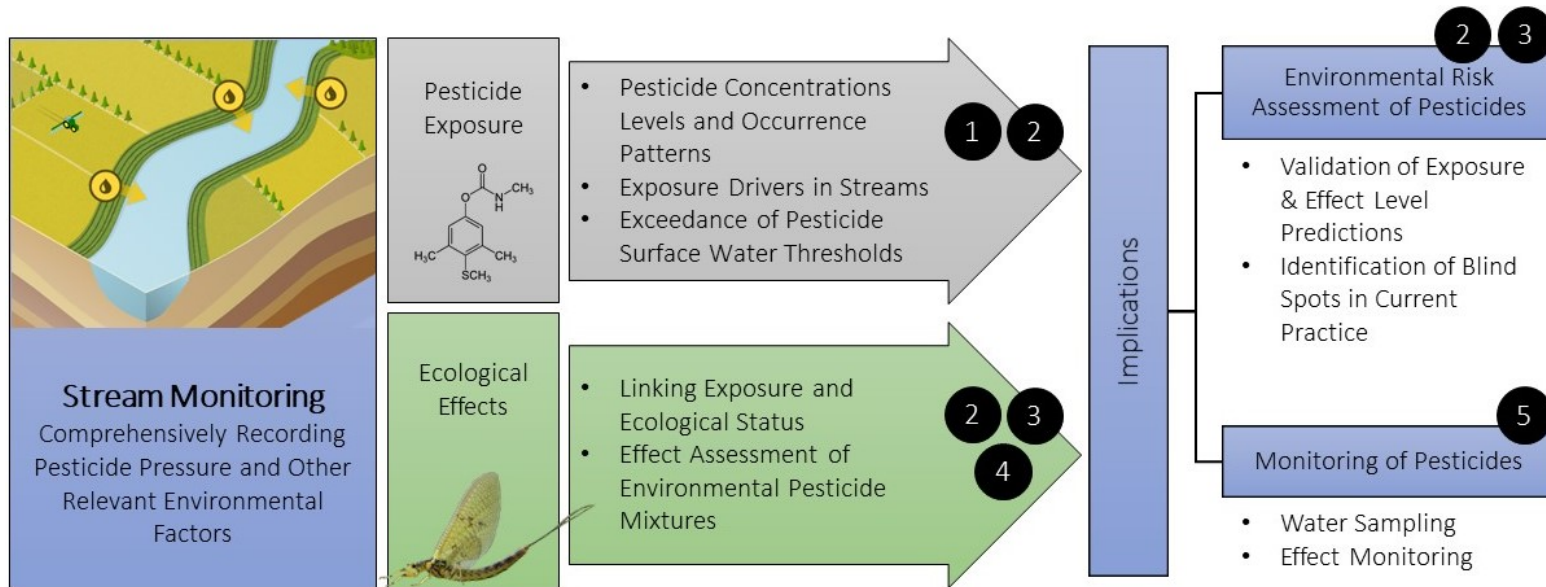 Stream Monitoring
Comprehensively Recording
Pesticide Pressure and Other
Relevant Environmental
Factors
Pesticide
Exposure
O
O
N
H
CH₃
H₃C
CH₃
SCH₃
Ecological
Effects
• Pesticide Concentrations
Levels and Occurrence
Patterns
• Exposure Drivers in Streams
• Exceedance of Pesticide
Surface Water Thresholds
1 2
• Linking Exposure and
Ecological Status
• Effect Assessment of
Environmental Pesticide
Mixtures
2 3
4
Implications
2 3
Environmental Risk
Assessment of Pesticides
• Validation of Exposure
& Effect Level
Predictions
• Identification of Blind
Spots in Current
Practice
5
Monitoring of Pesticides
• Water Sampling
• Effect Monitoring